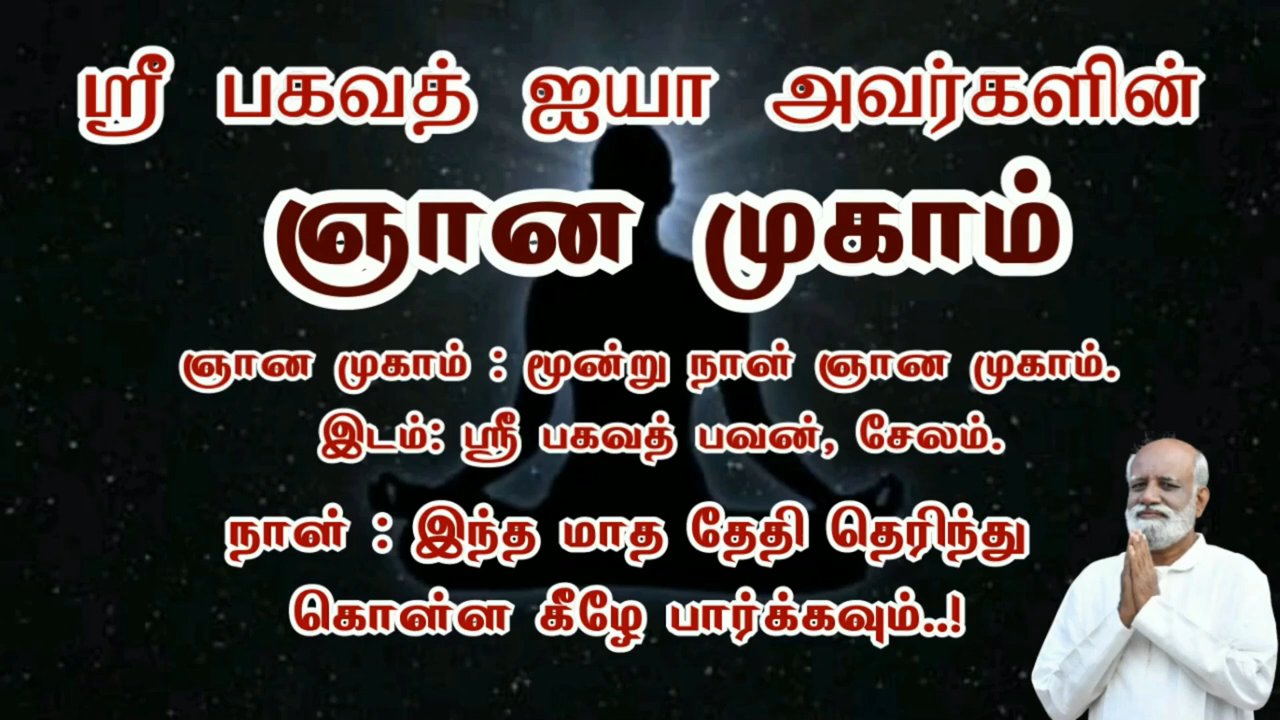 ஸ்ரீ பகவத் ஐயா அவர்களின்
ஞான முகாம்
ஞான முகாம் : மூன்று நாள் ஞான முகாம்.
இடம்: ஸ்ரீ பகவத் பவன், சேலம்.
நாள் : இந்த மாத தேதி தெரிந்து
கொள்ள கீழே பார்க்கவும்..!